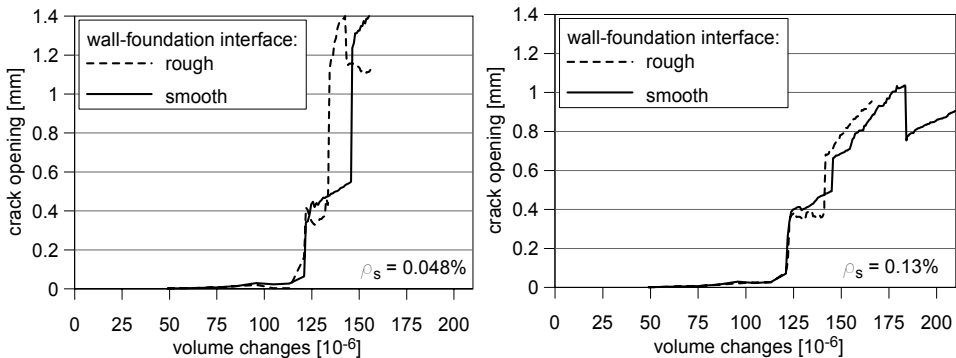 1.4
1.2
1
0.8
0.6
0.4
0.2
0
crack opening [mm]
wall-foundation interface:
rough
smooth
ρs = 0.048%
0 25 50 75 100 125 150 175 200
volume changes [10-6]
1.4
1.2
1
0.8
0.6
0.4
0.2
0
crack opening [mm]
wall-foundation interface:
rough
smooth
ρs = 0.13%
0 25 50 75 100 125 150 175 200
volume changes [10-6]